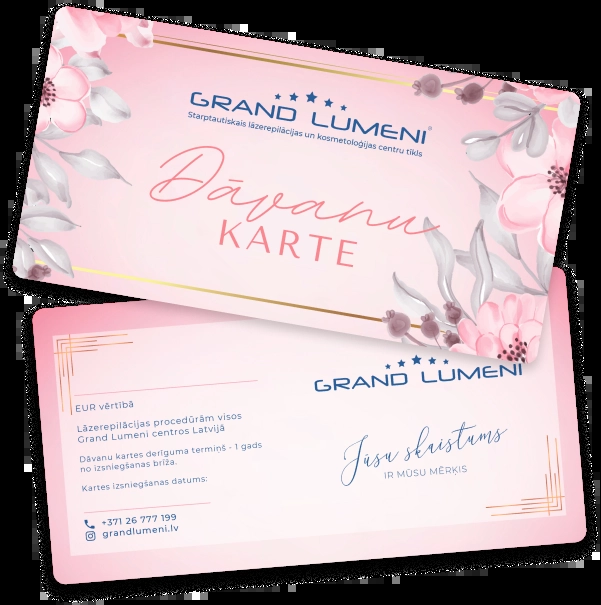 GRAND LUMENI®
Starptautiskais lāzerepilācijas un kosmetoloģijas centru tīkls
Dāvanu
KARTE
GRAND LUMENI
EUR vērtībā
Lāzerepilācijas procedūrām visos
Grand Lumeni centros Latvijā
Dāvanu kartes derīguma termiņš - 1 gads
no izsniegšanas brīža.
Kartes izsniegšanas datums:
+371 26 777 199
grandlumeni.lv
Jūsu skaistums
IR MŪSU MĒRĶIS